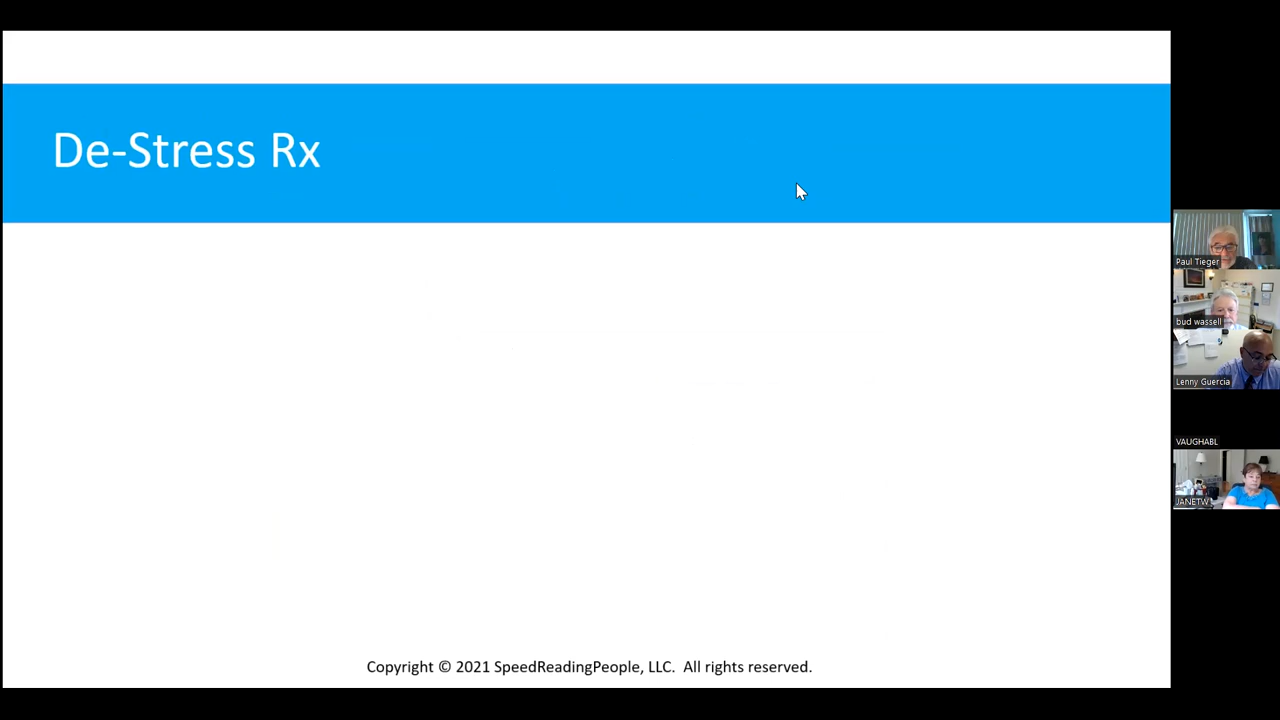 De-Stress Rx
Paul Tieger
bud wassell
Lenny Guercia
VAUGHABL
JANETW
Copyright © 2021 SpeedReadingPeople, LLC. All rights reserved.